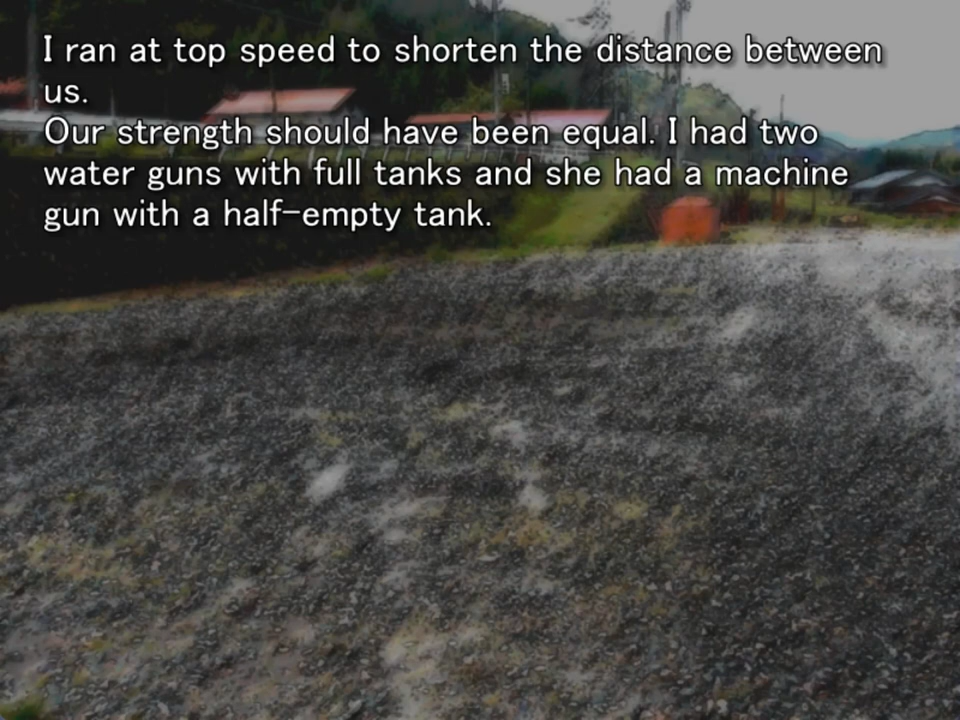 I ran at top speed to shorten the distance between
us.
Our strength should have been equal. I had two
water guns with full tanks and she had a machine
gun with a half-empty tank.